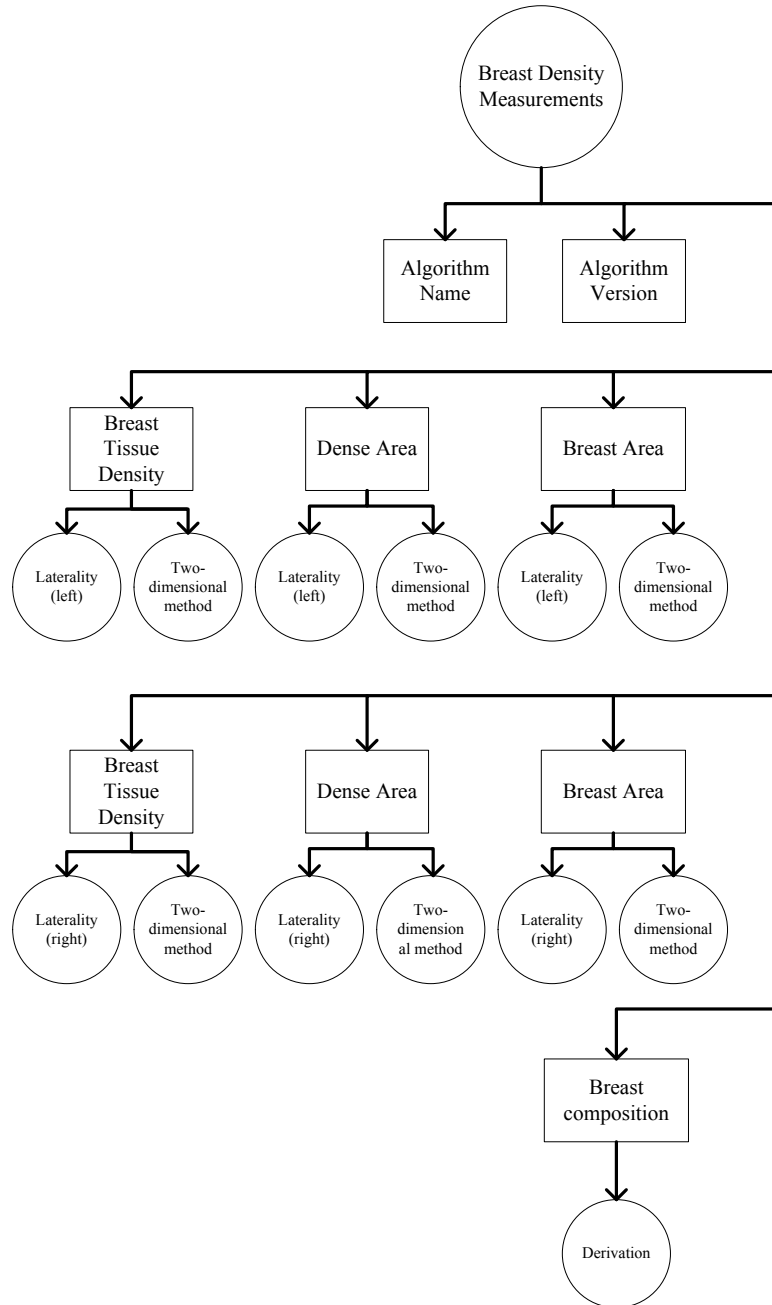 Breast Density
Measurements
Algorithm
Name
Algorithm
Version
Breast
Tissue
Density
Dense Area
Breast Area
Laterality
(left)
Two-
dimensional
method
Laterality
(left)
Two-
dimensional
method
Laterality
(left)
Two-
dimensional
method
Breast
Tissue
Density
Dense Area
Breast Area
Laterality
(right)
Two-
dimensional
method
Laterality
(right)
Two-
dimension
al method
Laterality
(right)
Two-
dimensional
method
Breast
composition
Derivation